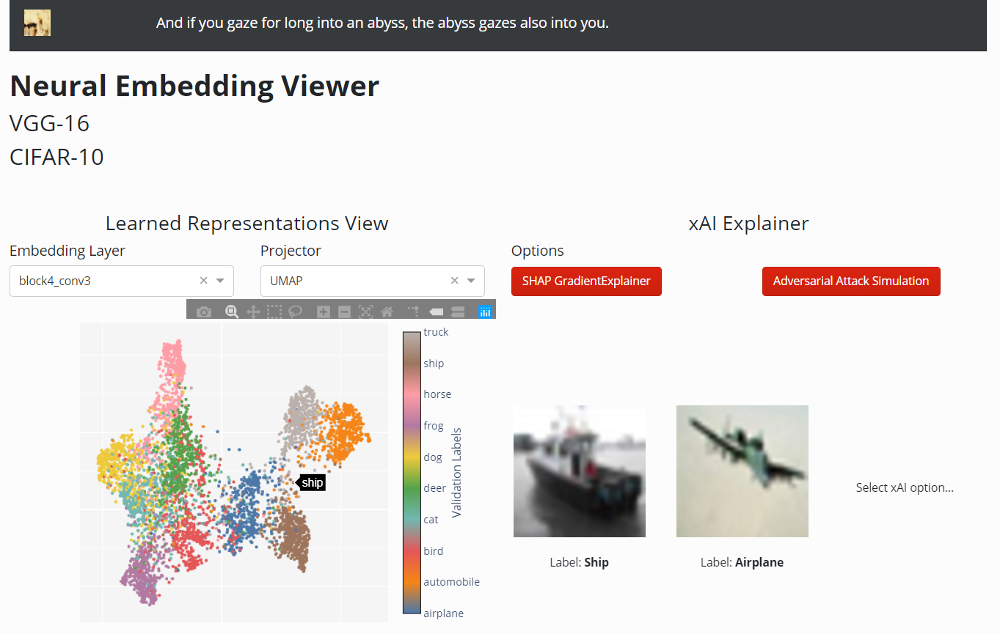 And if you gaze for long into an abyss, the abyss gazes also into you.
Neural Embedding Viewer
VGG-16
CIFAR-10
Learned Representations View
Embedding Layer
Projector
block4_conv3
UMAP
truck
ship
horse
frog
dog
deer
cat
bird
automobile
airplane
Validation Labels
ship
xAI Explainer
Options
SHAP GradientExplainer
Adversarial Attack Simulation
Select xAI option...
Label: Ship
Label: Airplane